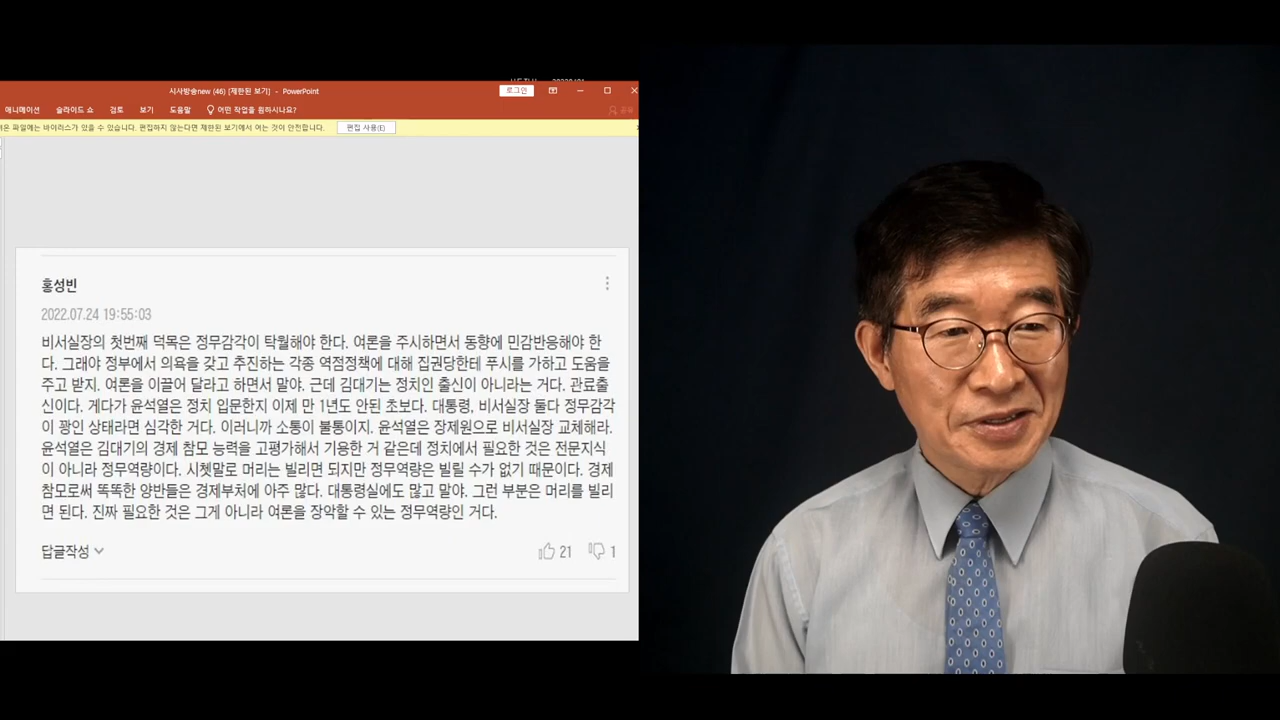 시사방송new (46) [제한된 보기] - PowerPoint
로그인
애니메이션 슬라이드 쇼 검토 보기 도움말 어떤 작업을 원하시나요? 공유
파일에는 바이러스가 있을 수 있습니다. 편집하지 않는다면 제한된 보기에서 여는 것이 안전합니다. 편집 사용(E)
홍성빈
2022.07.24 19:55:03
비서실장의 첫번째 덕목은 정무감각이 탁월해야 한다. 여론을 주시하면서 동향에 민감반응해야 한
다. 그래야 정부에서 의욕을 갖고 추진하는 각종 역점정책에 대해 집권당한테 푸시를 가하고 도움을
주고 받지. 여론을 이끌어 달라고 하면서 말야. 근데 김대기는 정치인 출신이 아니라는 거다. 관료출
신이다. 게다가 윤석열은 정치 입문한지 이제 만 1년도 안된 초보다. 대통령, 비서실장 둘다 정무감각
이 꽝인 상태라면 심각한 거다. 이러니까 소통이 불통이지. 윤석열은 장제원으로 비서실장 교체해라.
윤석열은 김대기의 경제 참모 능력을 고평가해서 기용한 거 같은데 정치에서 필요한 것은 전문지식
이 아니라 정무역량이다. 시쳇말로 머리는 빌리면 되지만 정무역량은 빌릴 수가 없기 때문이다. 경제
참모로써 똑똑한 양반들은 경제부처에 아주 많다. 대통령실에도 많고 말야. 그런 부분은 머리를 빌리
면 된다. 진짜 필요한 것은 그게 아니라 여론을 장악할 수 있는 정무역량인 거다.
답글작성
21 1